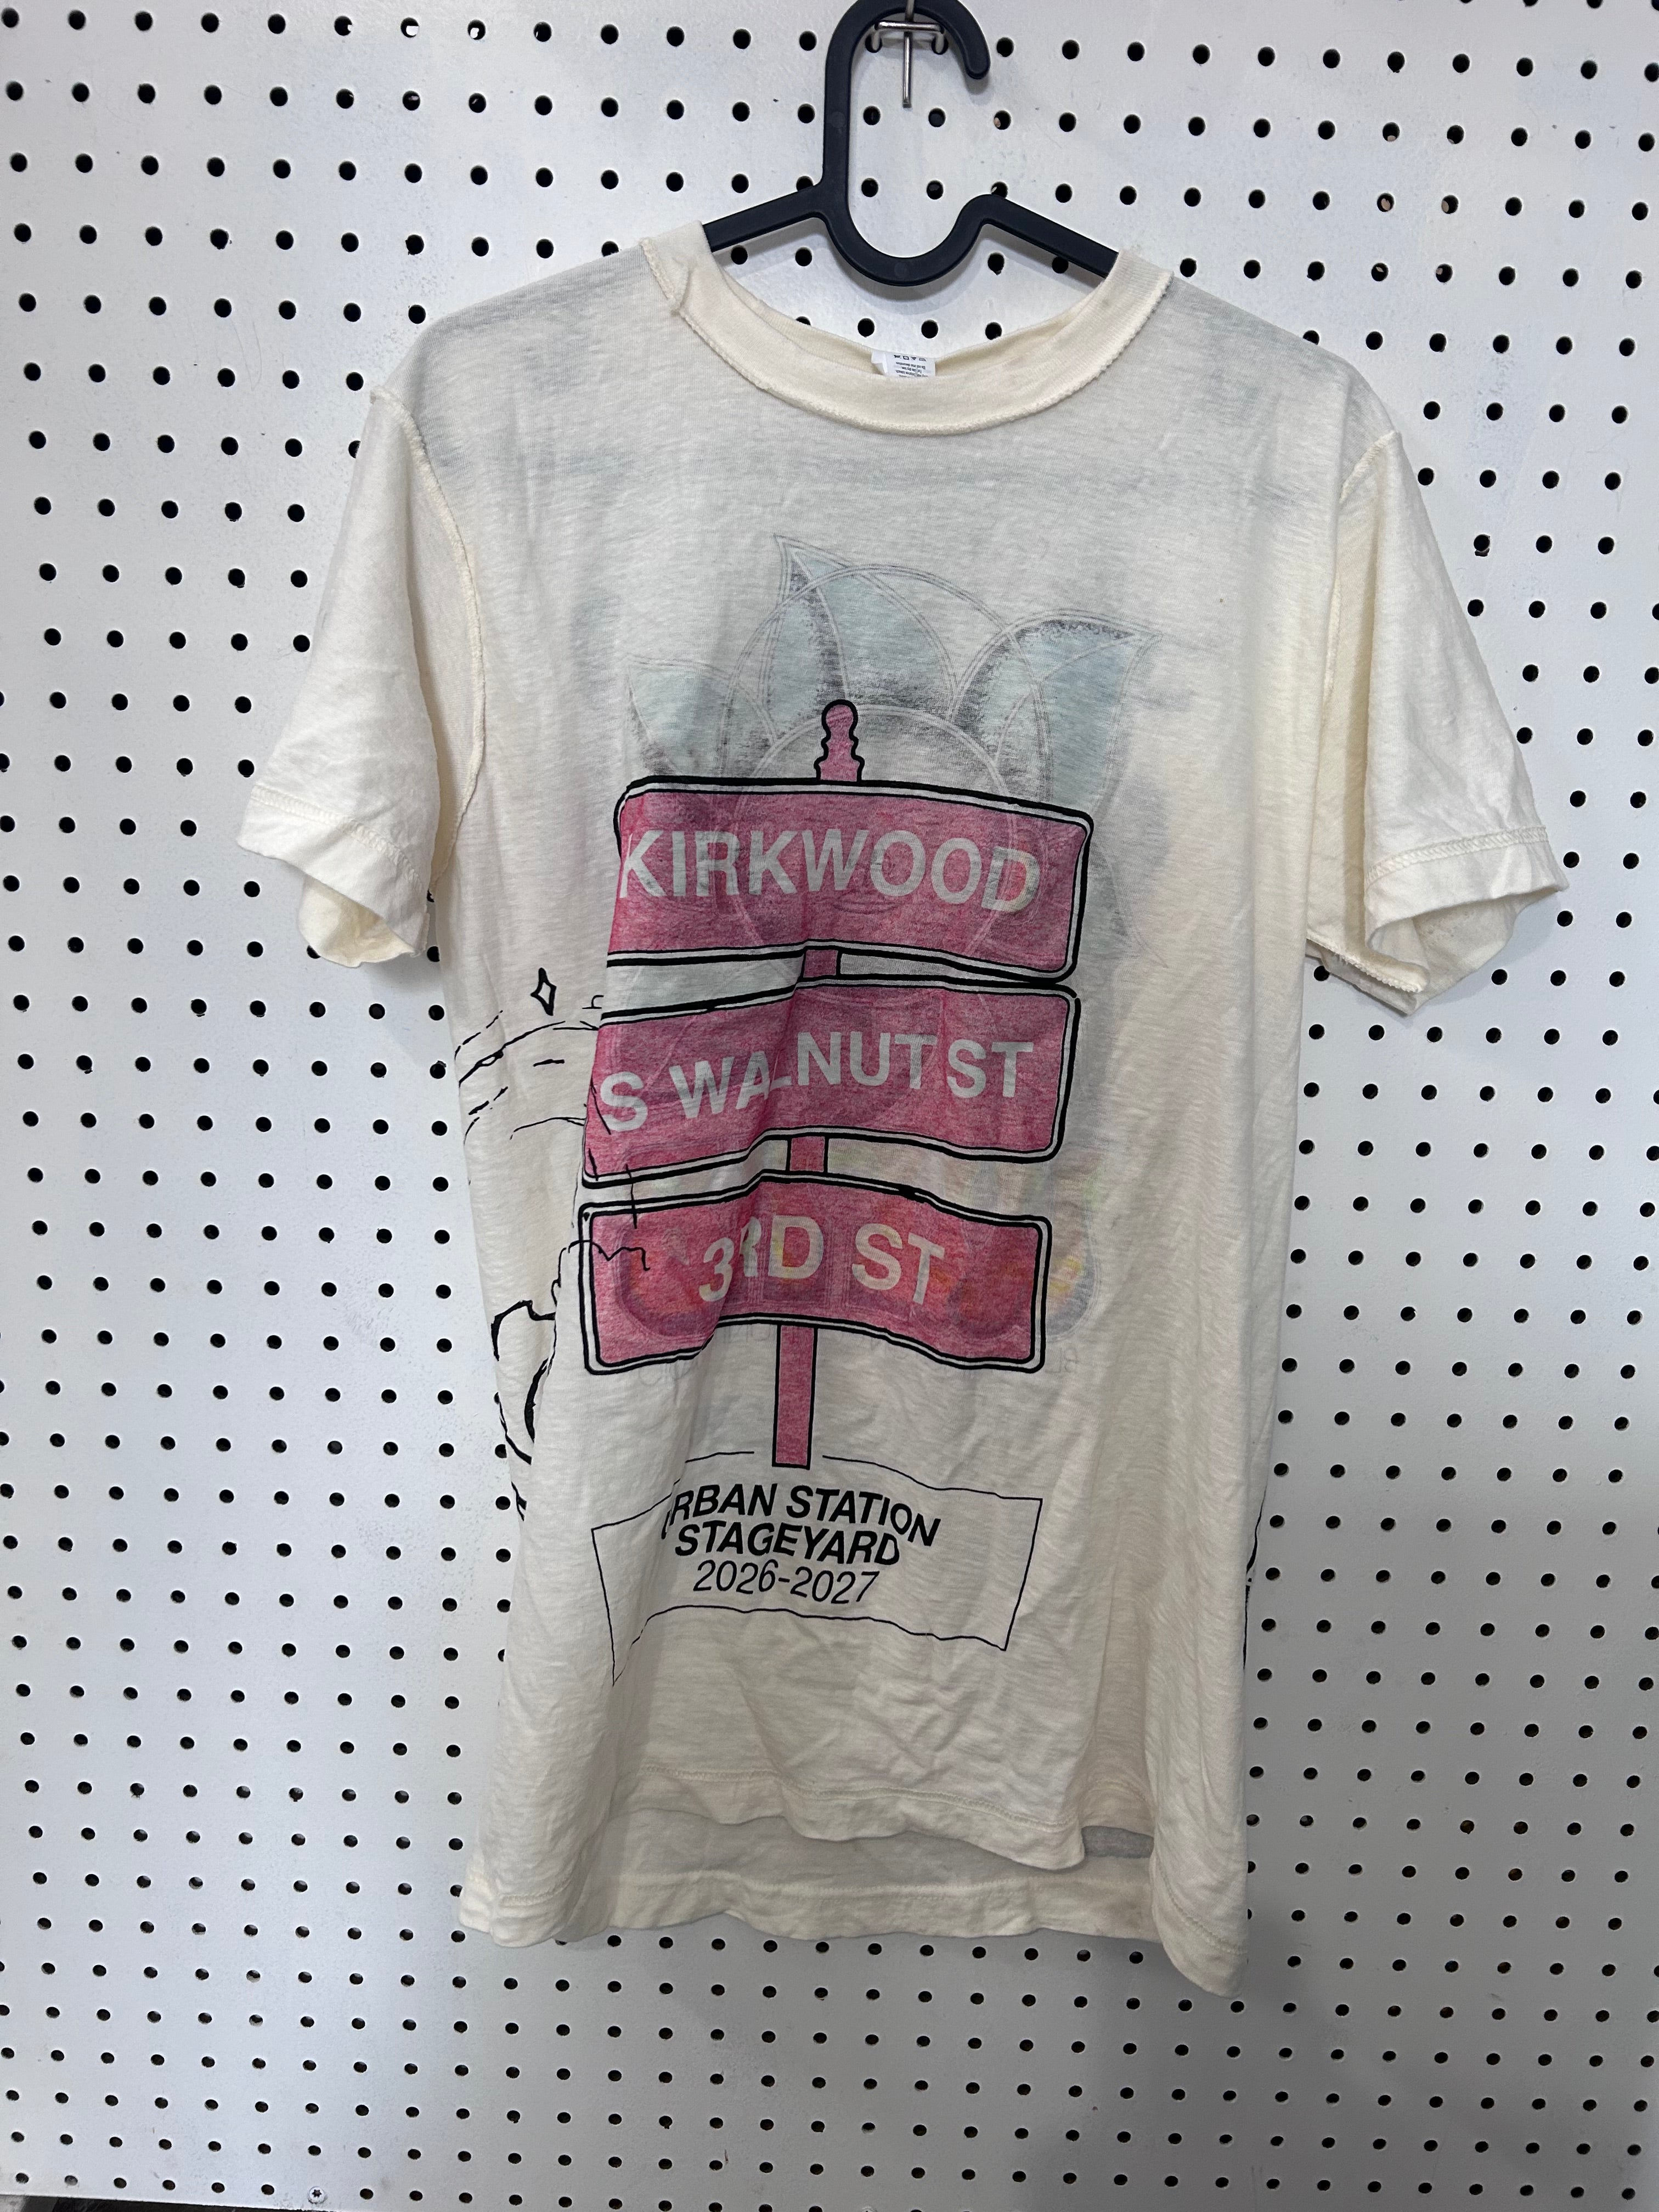 KIRKWOOD
S WALNUT ST
3RD ST
URBAN STATION
STAGEYARD
2026-2027